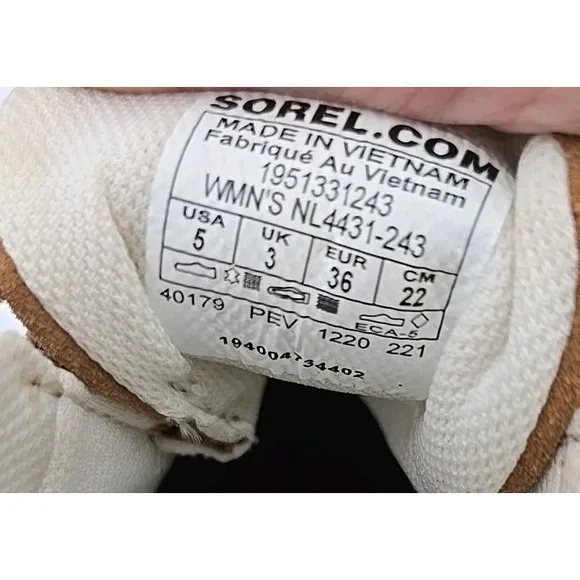 SOREL.COM
MADE IN VIETNAM
Fabriqué Au Vietnam
1951331243
WMN'S NL4431-243
USA UK EUR CM
5 3 36 22
ECA-5
40179 PEV 1220 221
194004734402